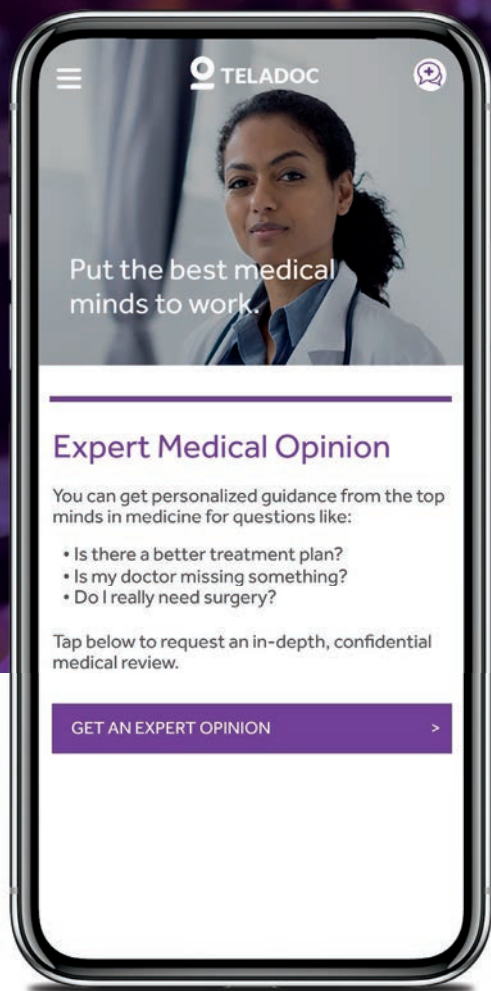 TELADOC
Put the best medical
minds to work.
Expert Medical Opinion
You can get personalized guidance from the top
minds in medicine for questions like:
• Is there a better treatment plan?
• Is my doctor missing something?
• Do I really need surgery?
Tap below to request an in-depth, confidential
medical review.
GET AN EXPERT OPINION >